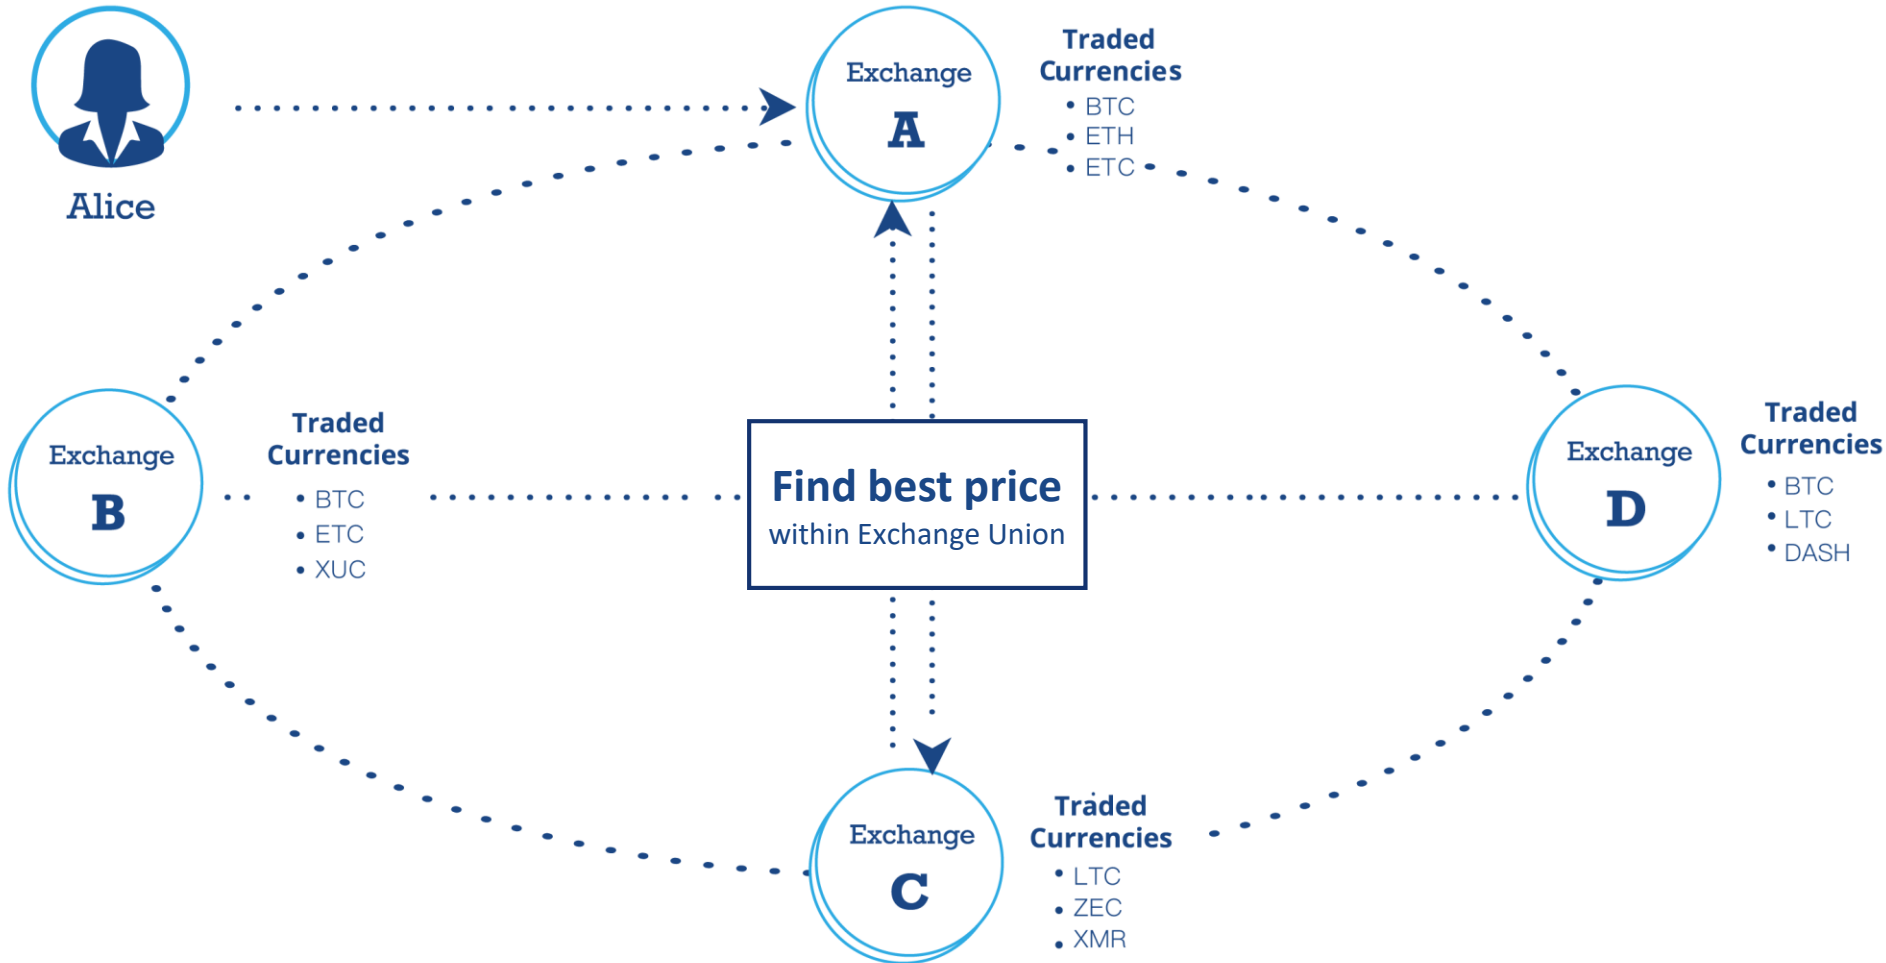 Alice
Exchange
A
Traded
Currencies
• BTC
• ETH
• ETC
Exchange
B
Traded
Currencies
• BTC
• ETC
• XUC
Find best price
within Exchange Union
Exchange
D
Traded
Currencies
• BTC
• LTC
• DASH
Exchange
C
Traded
Currencies
• LTC
• ZEC
• XMR